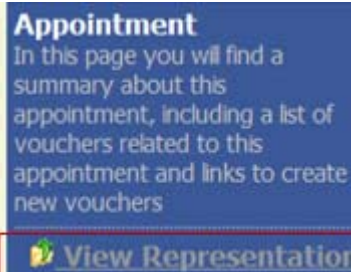 Appointment
In this page you will find a
summary about this
appointment, including a list of
vouchers related to this
appointment and links to create
new vouchers
View Representation